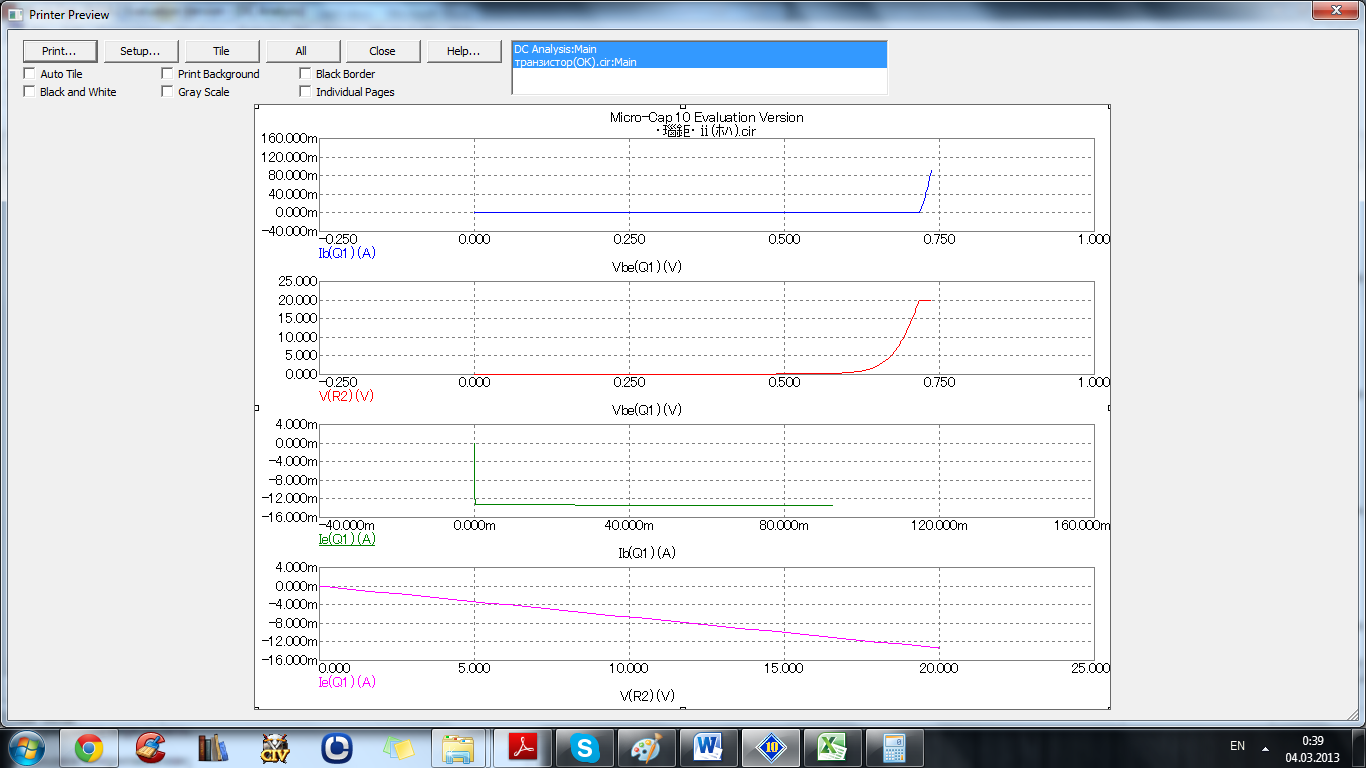 Printer Preview
Print... Setup... Tile All Close Help...
Auto Tile Print Background Black Border
Black and White Gray Scale Individual Pages
DC Analysis:Main
транзистор(ОК).cir:Main
Micro-Cap 10 Evaluation Version
ii(ﾎﾊ).cir
160.000m
120.000m
80.000m
40.000m
0.000m
-40.000m
-0.250 0.000 0.250 0.500 0.750 1.000
Ib(Q1)(A)
Vbe(Q1)(V)
25.000
20.000
15.000
10.000
5.000
0.000
-0.250 0.000 0.250 0.500 0.750 1.000
V(R2)(V)
Vbe(Q1)(V)
4.000m
0.000m
-4.000m
-8.000m
-12.000m
-16.000m
-40.000m 0.000m 40.000m 80.000m 120.000m 160.000m
Ie(Q1)(A)
Ib(Q1)(A)
4.000m
0.000m
-4.000m
-8.000m
-12.000m
-16.000m
0.000 5.000 10.000 15.000 20.000 25.000
Ie(Q1)(A)
V(R2)(V)
CIV
10
EN
0:39
04.03.2013